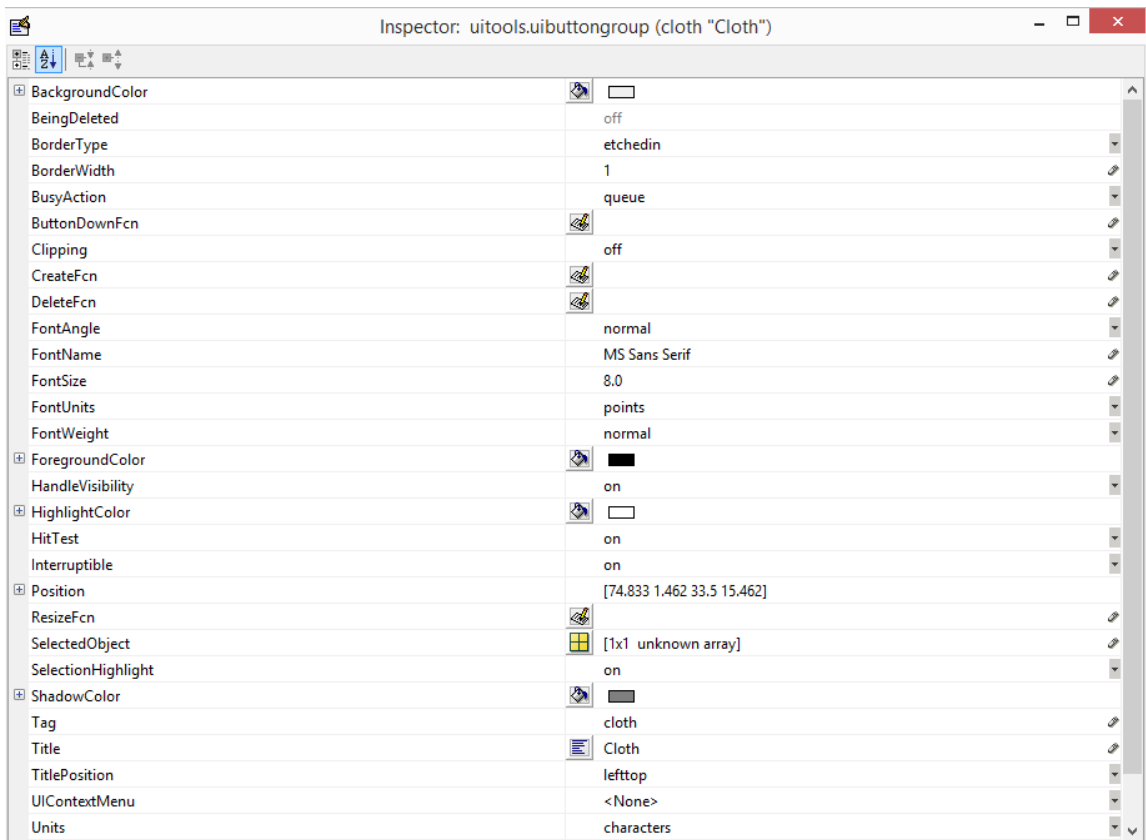 Inspector: uitools.uibuttongroup (cloth "Cloth")
BackgroundColor
BeingDeleted off
BorderType etchedin
BorderWidth 1
BusyAction queue
ButtonDownFcn
Clipping off
CreateFcn
DeleteFcn
FontAngle normal
FontName MS Sans Serif
FontSize 8.0
FontUnits points
FontWeight normal
ForegroundColor
HandleVisibility on
HighlightColor
HitTest on
Interruptible on
Position [74.833 1.462 33.5 15.462]
ResizeFcn
SelectedObject [1x1 unknown array]
SelectionHighlight on
ShadowColor
Tag cloth
Title Cloth
TitlePosition lefttop
UIContextMenu <None>
Units characters